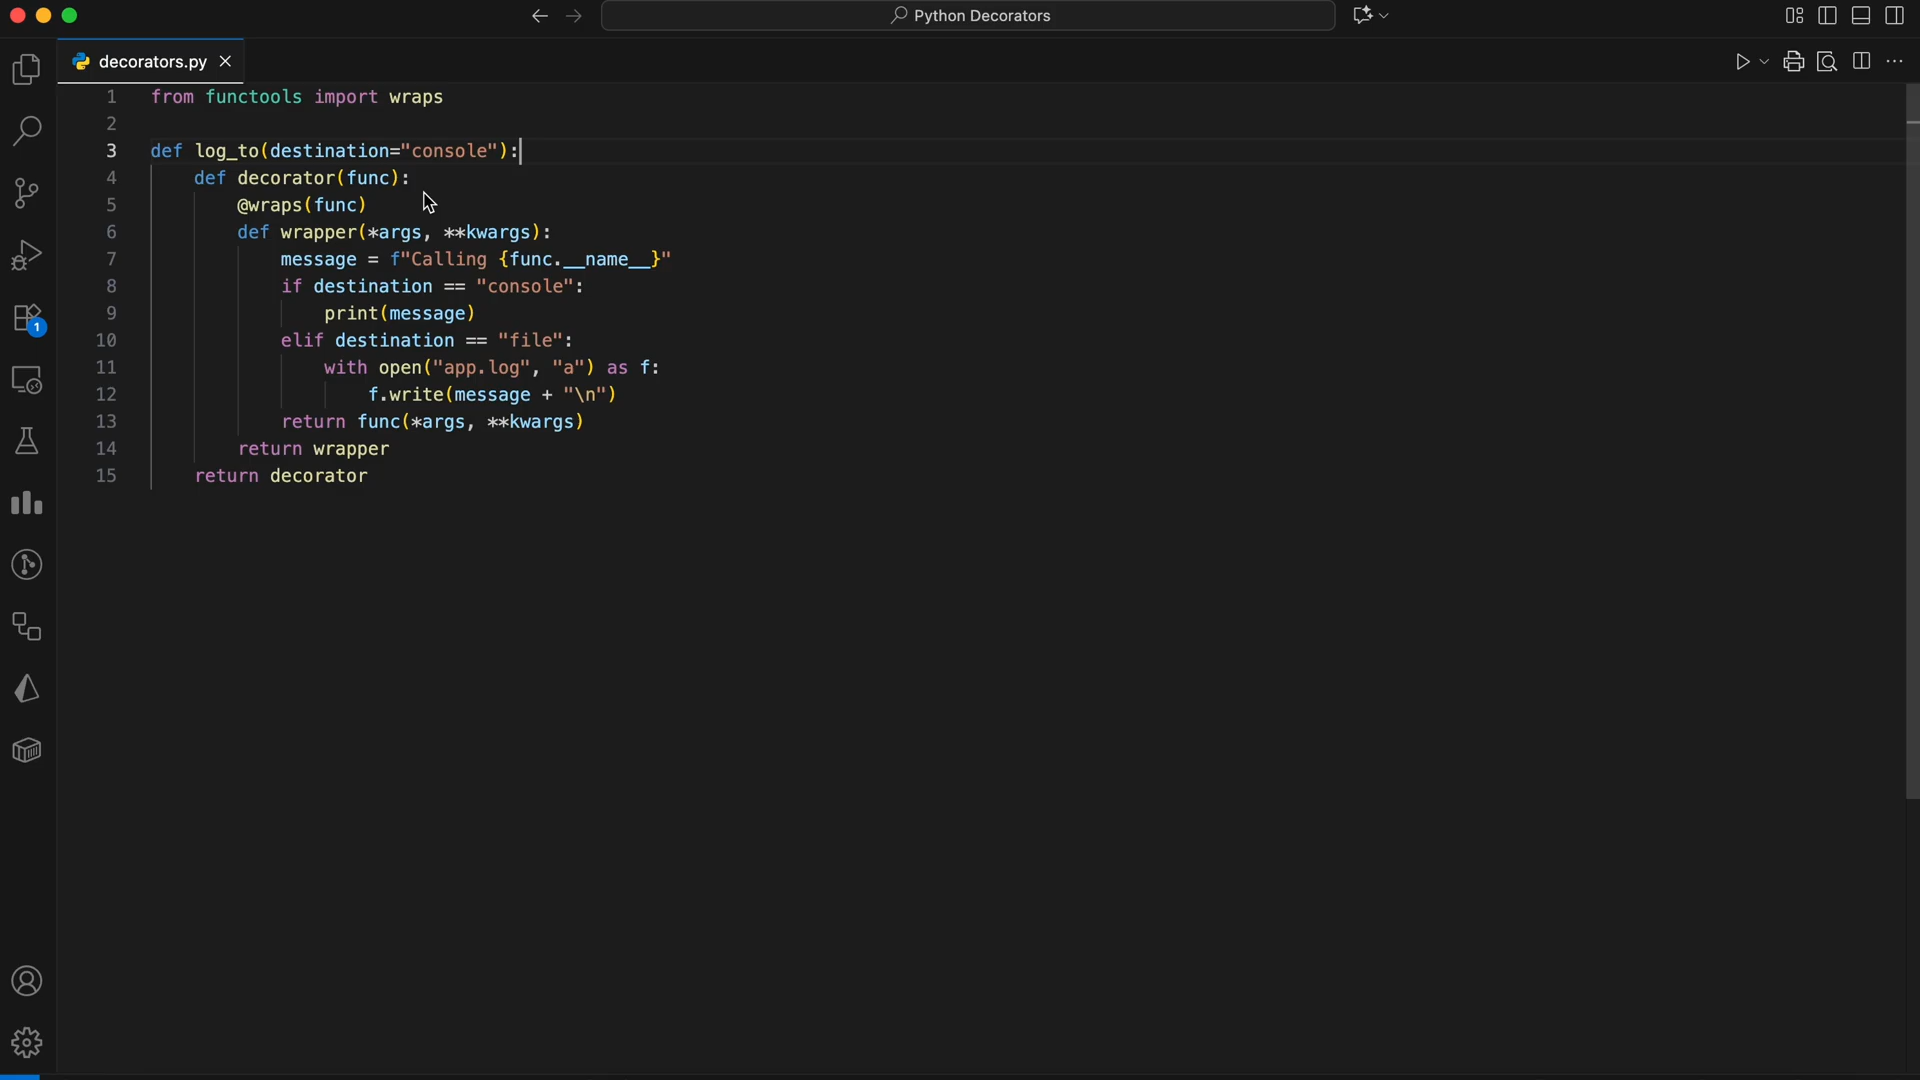 Python Decorators
decorators.py
1 from functools import wraps
2
3 def log_to(destination="console"):
4 def decorator(func):
5 @wraps(func)
6 def wrapper(*args, **kwargs):
7 message = f"Calling {func.__name__}"
8 if destination == "console":
9 print(message)
10 elif destination == "file":
11 with open("app.log", "a") as f:
12 f.write(message + "\n")
13 return func(*args, **kwargs)
14 return wrapper
15 return decorator
1